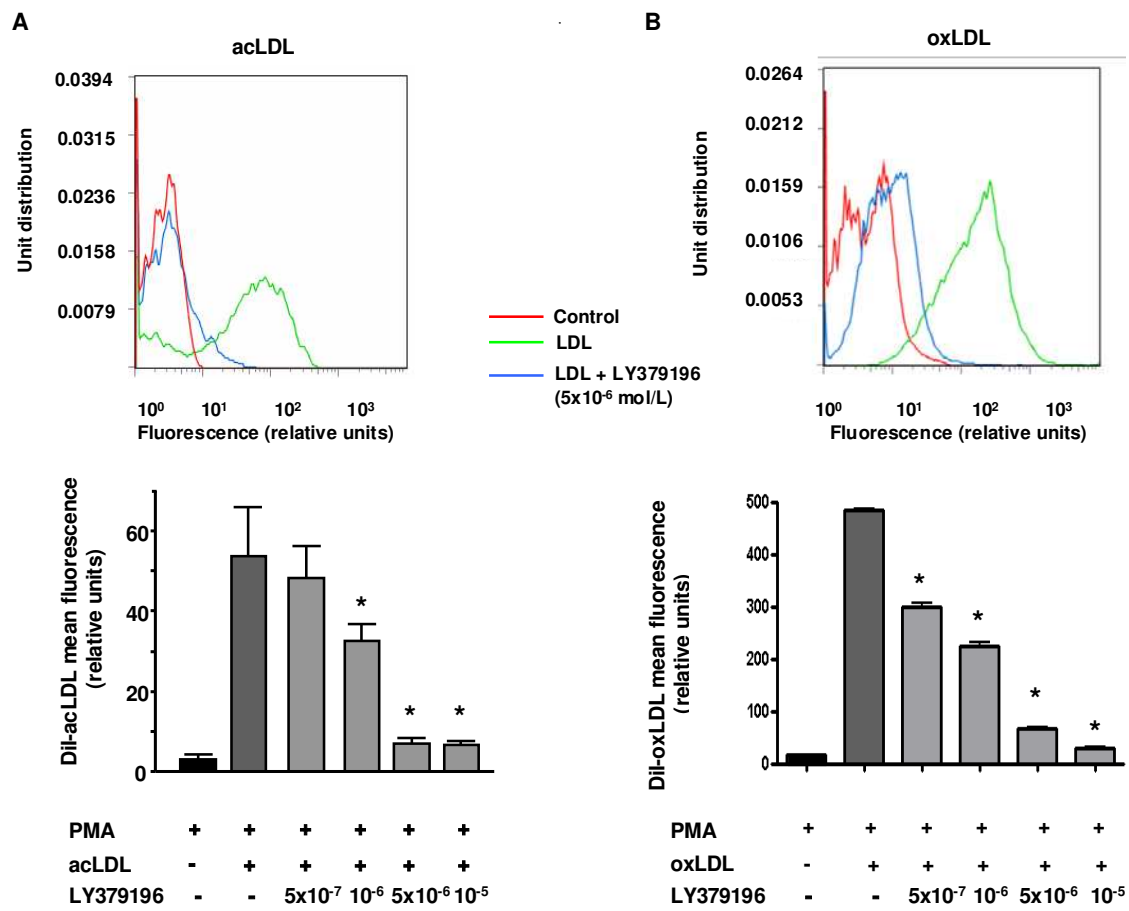 A
acLDL
0.0394
0.0315
0.0236
0.0158
0.0079
Unit distribution
10⁰ 10¹ 10² 10³
Fluorescence (relative units)
Control
LDL
LDL + LY379196
(5x10⁻⁶ mol/L)
B
oxLDL
0.0264
0.0212
0.0159
0.0106
0.0053
Unit distribution
10⁰ 10¹ 10² 10³
Fluorescence (relative units)
DiI-acLDL mean fluorescence
(relative units)
60
40
20
0
* * *
PMA + + + + + +
acLDL - + + + + +
LY379196 - - 5x10⁻⁷ 10⁻⁶ 5x10⁻⁶ 10⁻⁵
DiI-oxLDL mean fluorescence
(relative units)
500
400
300
200
100
0
* * * *
PMA + + + + + +
oxLDL - + + + + +
LY379196 - - 5x10⁻⁷ 10⁻⁶ 5x10⁻⁶ 10⁻⁵